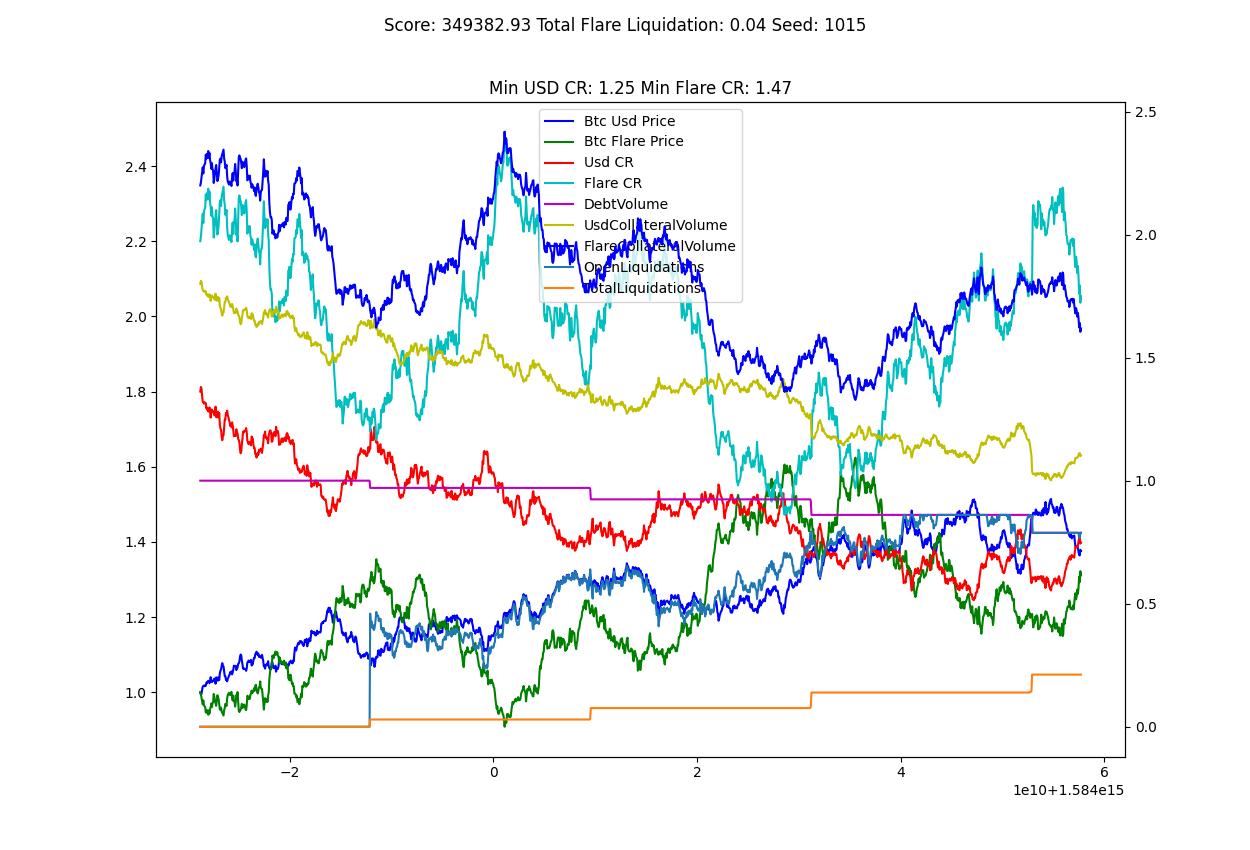 Score: 349382.93 Total Flare Liquidation: 0.04 Seed: 1015
Min USD CR: 1.25 Min Flare CR: 1.47
Btc Usd Price
Btc Flare Price
Usd CR
Flare CR
DebtVolume
UsdCollateralVolume
FlareCollateralVolume
OpenLiquidations
TotalLiquidations
2.4
2.2
2.0
1.8
1.6
1.4
1.2
1.0
2.5
2.0
1.5
1.0
0.5
0.0
−2 0 2 4 6
1e10+1.584e15